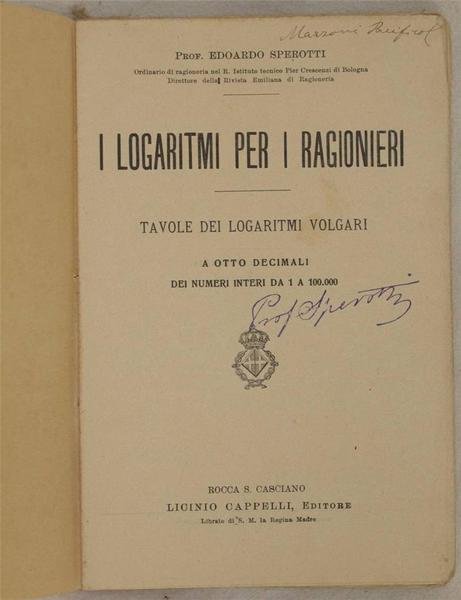 Mazzoni Pacifico
PROF. EDOARDO SPEROTTI
Ordinario di ragioneria nel R. Istituto tecnico Pier Crescenzi di Bologna
Direttore della Rivista Emiliana di Ragioneria
I LOGARITMI PER I RAGIONIERI
TAVOLE DEI LOGARITMI VOLGARI
A OTTO DECIMALI
DEI NUMERI INTERI DA 1 A 100.000
Prof Sperotti
ROCCA S. CASCIANO
LICINIO CAPPELLI, EDITORE
Libraio di S. M. la Regina Madre